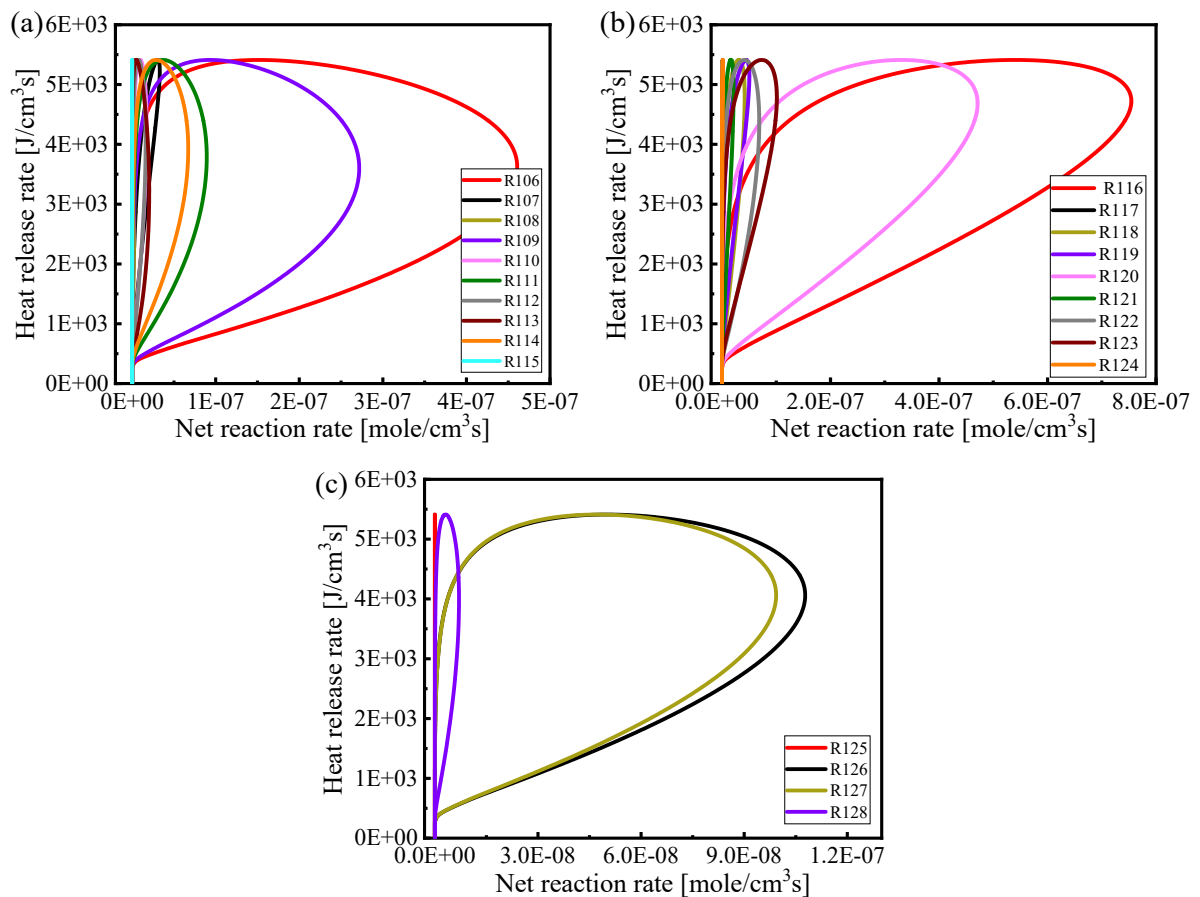 (a)
Heat release rate [J/cm³s]
6E+03
5E+03
4E+03
3E+03
2E+03
1E+03
0E+00
R106
R107
R108
R109
R110
R111
R112
R113
R114
R115
0E+00 1E-07 2E-07 3E-07 4E-07 5E-07
Net reaction rate [mole/cm³s]
(b)
Heat release rate [J/cm³s]
6E+03
5E+03
4E+03
3E+03
2E+03
1E+03
0E+00
R116
R117
R118
R119
R120
R121
R122
R123
R124
0.0E+00 2.0E-07 4.0E-07 6.0E-07 8.0E-07
Net reaction rate [mole/cm³s]
(c)
Heat release rate [J/cm³s]
6E+03
5E+03
4E+03
3E+03
2E+03
1E+03
0E+00
R125
R126
R127
R128
0.0E+00 3.0E-08 6.0E-08 9.0E-08 1.2E-07
Net reaction rate [mole/cm³s]